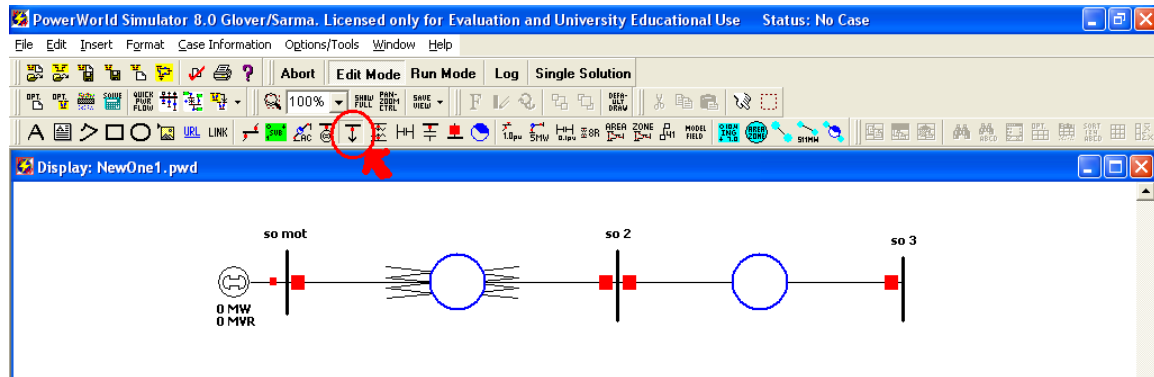 PowerWorld Simulator 8.0 Glover/Sarma. Licensed only for Evaluation and University Educational Use Status: No Case
File Edit Insert Format Case Information Options/Tools Window Help
Abort Edit Mode Run Mode Log Single Solution
100%
URL LINK
Display: NewOne1.pwd
so mot
so 2
so 3
0 MW
0 MVR